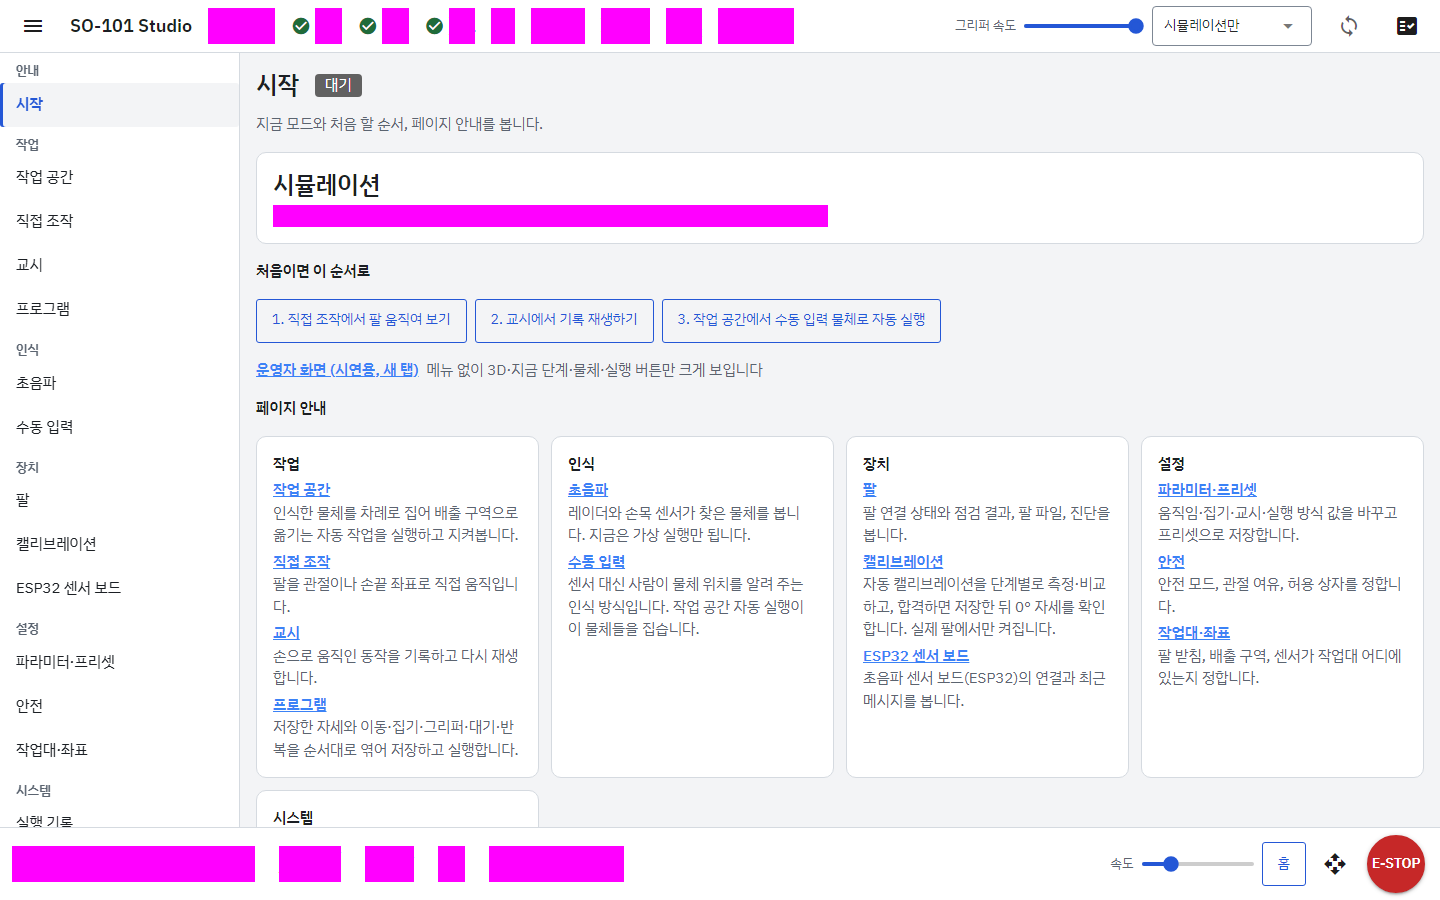 SO-101 Studio
그리퍼 속도
시뮬레이션만
안내
시작
작업
작업 공간
직접 조작
교시
프로그램
인식
초음파
수동 입력
장치
팔
캘리브레이션
ESP32 센서 보드
설정
파라미터·프리셋
안전
작업대·좌표
시스템
실행 기록
시작
대기
지금 모드와 처음 할 순서, 페이지 안내를 봅니다.
시뮬레이션
처음이면 이 순서로
1. 직접 조작에서 팔 움직여 보기
2. 교시에서 기록 재생하기
3. 작업 공간에서 수동 입력 물체로 자동 실행
운영자 화면 (시연용, 새 탭) 메뉴 없이 3D·지금 단계·물체·실행 버튼만 크게 보입니다
페이지 안내
작업
작업 공간
인식한 물체를 차례로 집어 배출 구역으로
옮기는 자동 작업을 실행하고 지켜봅니다.
직접 조작
팔을 관절이나 손끝 좌표로 직접 움직입니
다.
교시
손으로 움직인 동작을 기록하고 다시 재생
합니다.
프로그램
저장한 자세와 이동·집기·그리퍼·대기·반
복을 순서대로 엮어 저장하고 실행합니다.
인식
초음파
레이더와 손목 센서가 찾은 물체를 봅니
다. 지금은 가상 실행만 됩니다.
수동 입력
센서 대신 사람이 물체 위치를 알려 주는
인식 방식입니다. 작업 공간 자동 실행이
이 물체들을 집습니다.
장치
팔
팔 연결 상태와 점검 결과, 팔 파일, 진단을
봅니다.
캘리브레이션
자동 캘리브레이션을 단계별로 측정·비교
하고, 합격하면 저장한 뒤 0° 자세를 확인
합니다. 실제 팔에서만 켜집니다.
ESP32 센서 보드
초음파 센서 보드(ESP32)의 연결과 최근
메시지를 봅니다.
설정
파라미터·프리셋
움직임·집기·교시·실행 방식 값을 바꾸고
프리셋으로 저장합니다.
안전
안전 모드, 관절 여유, 허용 상자를 정합니
다.
작업대·좌표
팔 받침, 배출 구역, 센서가 작업대 어디에
있는지 정합니다.
시스템
속도
홈
E-STOP